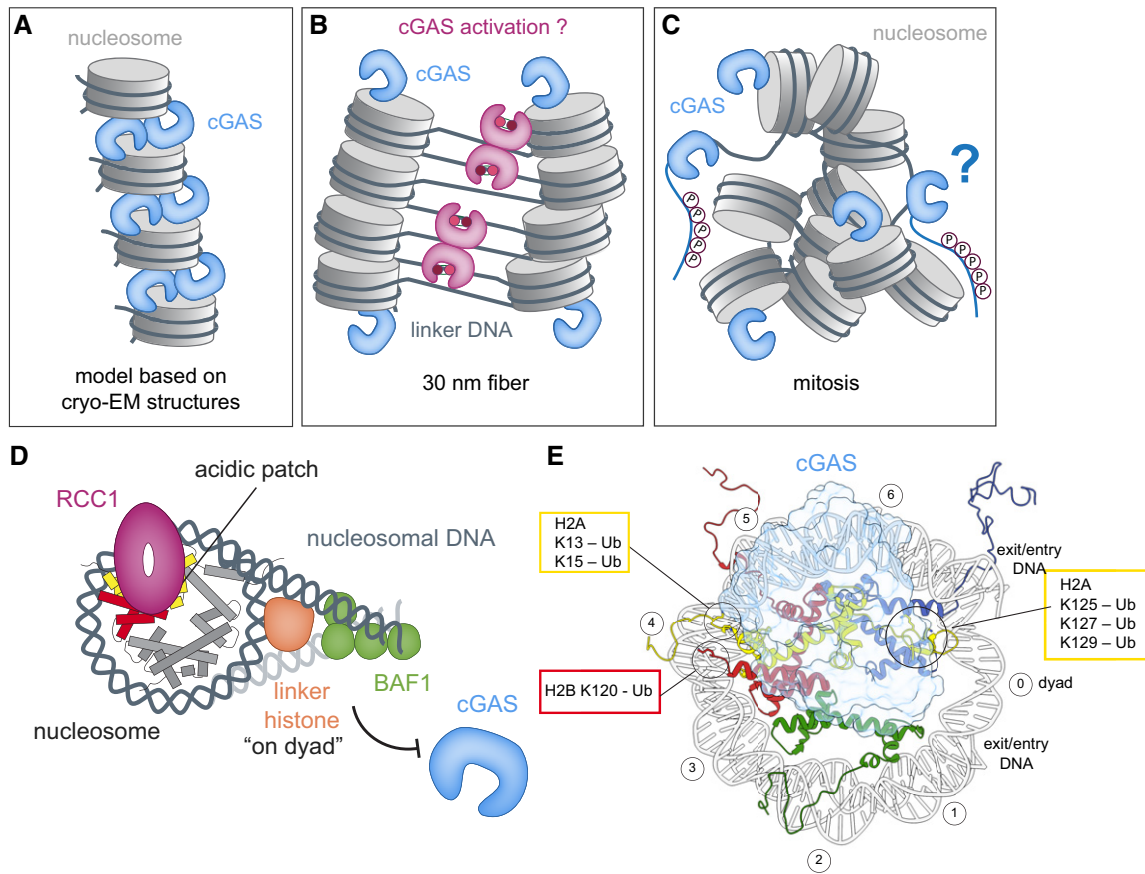 A
nucleosome
cGAS
model based on
cryo-EM structures
B
cGAS activation ?
cGAS
linker DNA
30 nm fiber
C
nucleosome
cGAS
?
P
P
P
P
P
P
P
P
P
P
mitosis
D
acidic patch
RCC1
nucleosomal DNA
BAF1
linker
histone
"on dyad"
nucleosome
cGAS
E
cGAS
6
5
H2A
K13 – Ub
K15 – Ub
exit/entry
DNA
H2A
K125 – Ub
K127 – Ub
K129 – Ub
4
H2B K120 - Ub
0 dyad
exit/entry
DNA
3
1
2